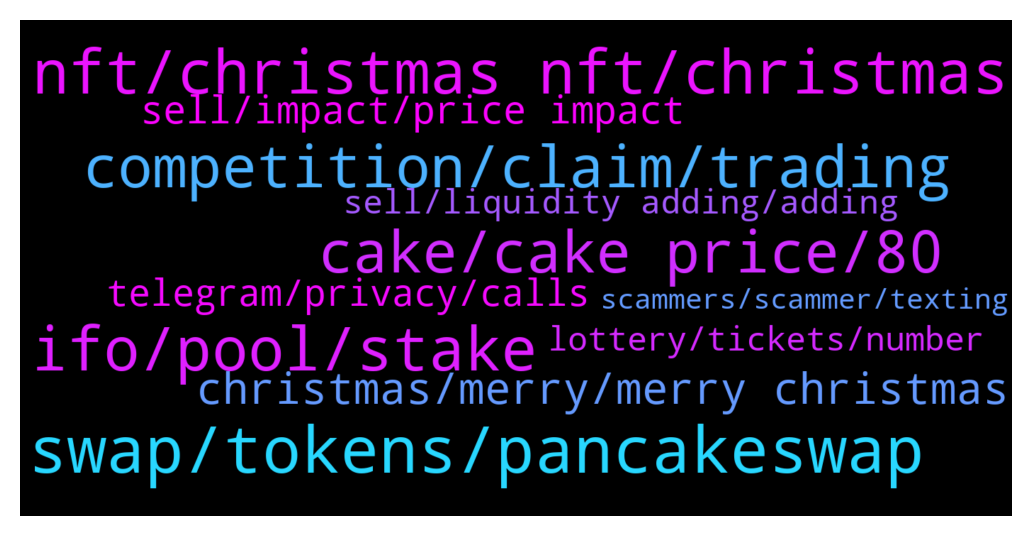 nft/christmas nft/christmas
sell/impact/price impact
competition/claim/trading
sell/liquidity adding/adding
cake/cake price/80
telegram/privacy/calls
scammers/scammer/texting
ifo/pool/stake
lottery/tickets/number
christmas/merry/merry christmas
swap/tokens/pancakeswap